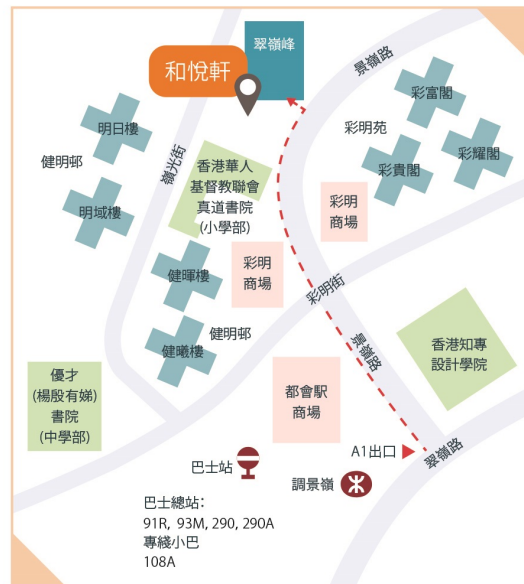 翠嶺峰
和悅軒
景嶺路
彩富閣
彩明苑
彩耀閣
彩貴閣
明日樓
健明邨
嶺光街
明域樓
香港華人
基督教聯會
真道書院
(小學部)
彩明
商場
彩明
商場
健暉樓
彩明街
健明邨
健曦樓
景嶺路
香港知專
設計學院
優才
(楊殷有娣)
書院
(中學部)
都會駅
商場
A1出口
翠嶺路
巴士站
調景嶺
巴士總站:
91R, 93M, 290, 290A
專綫小巴
108A